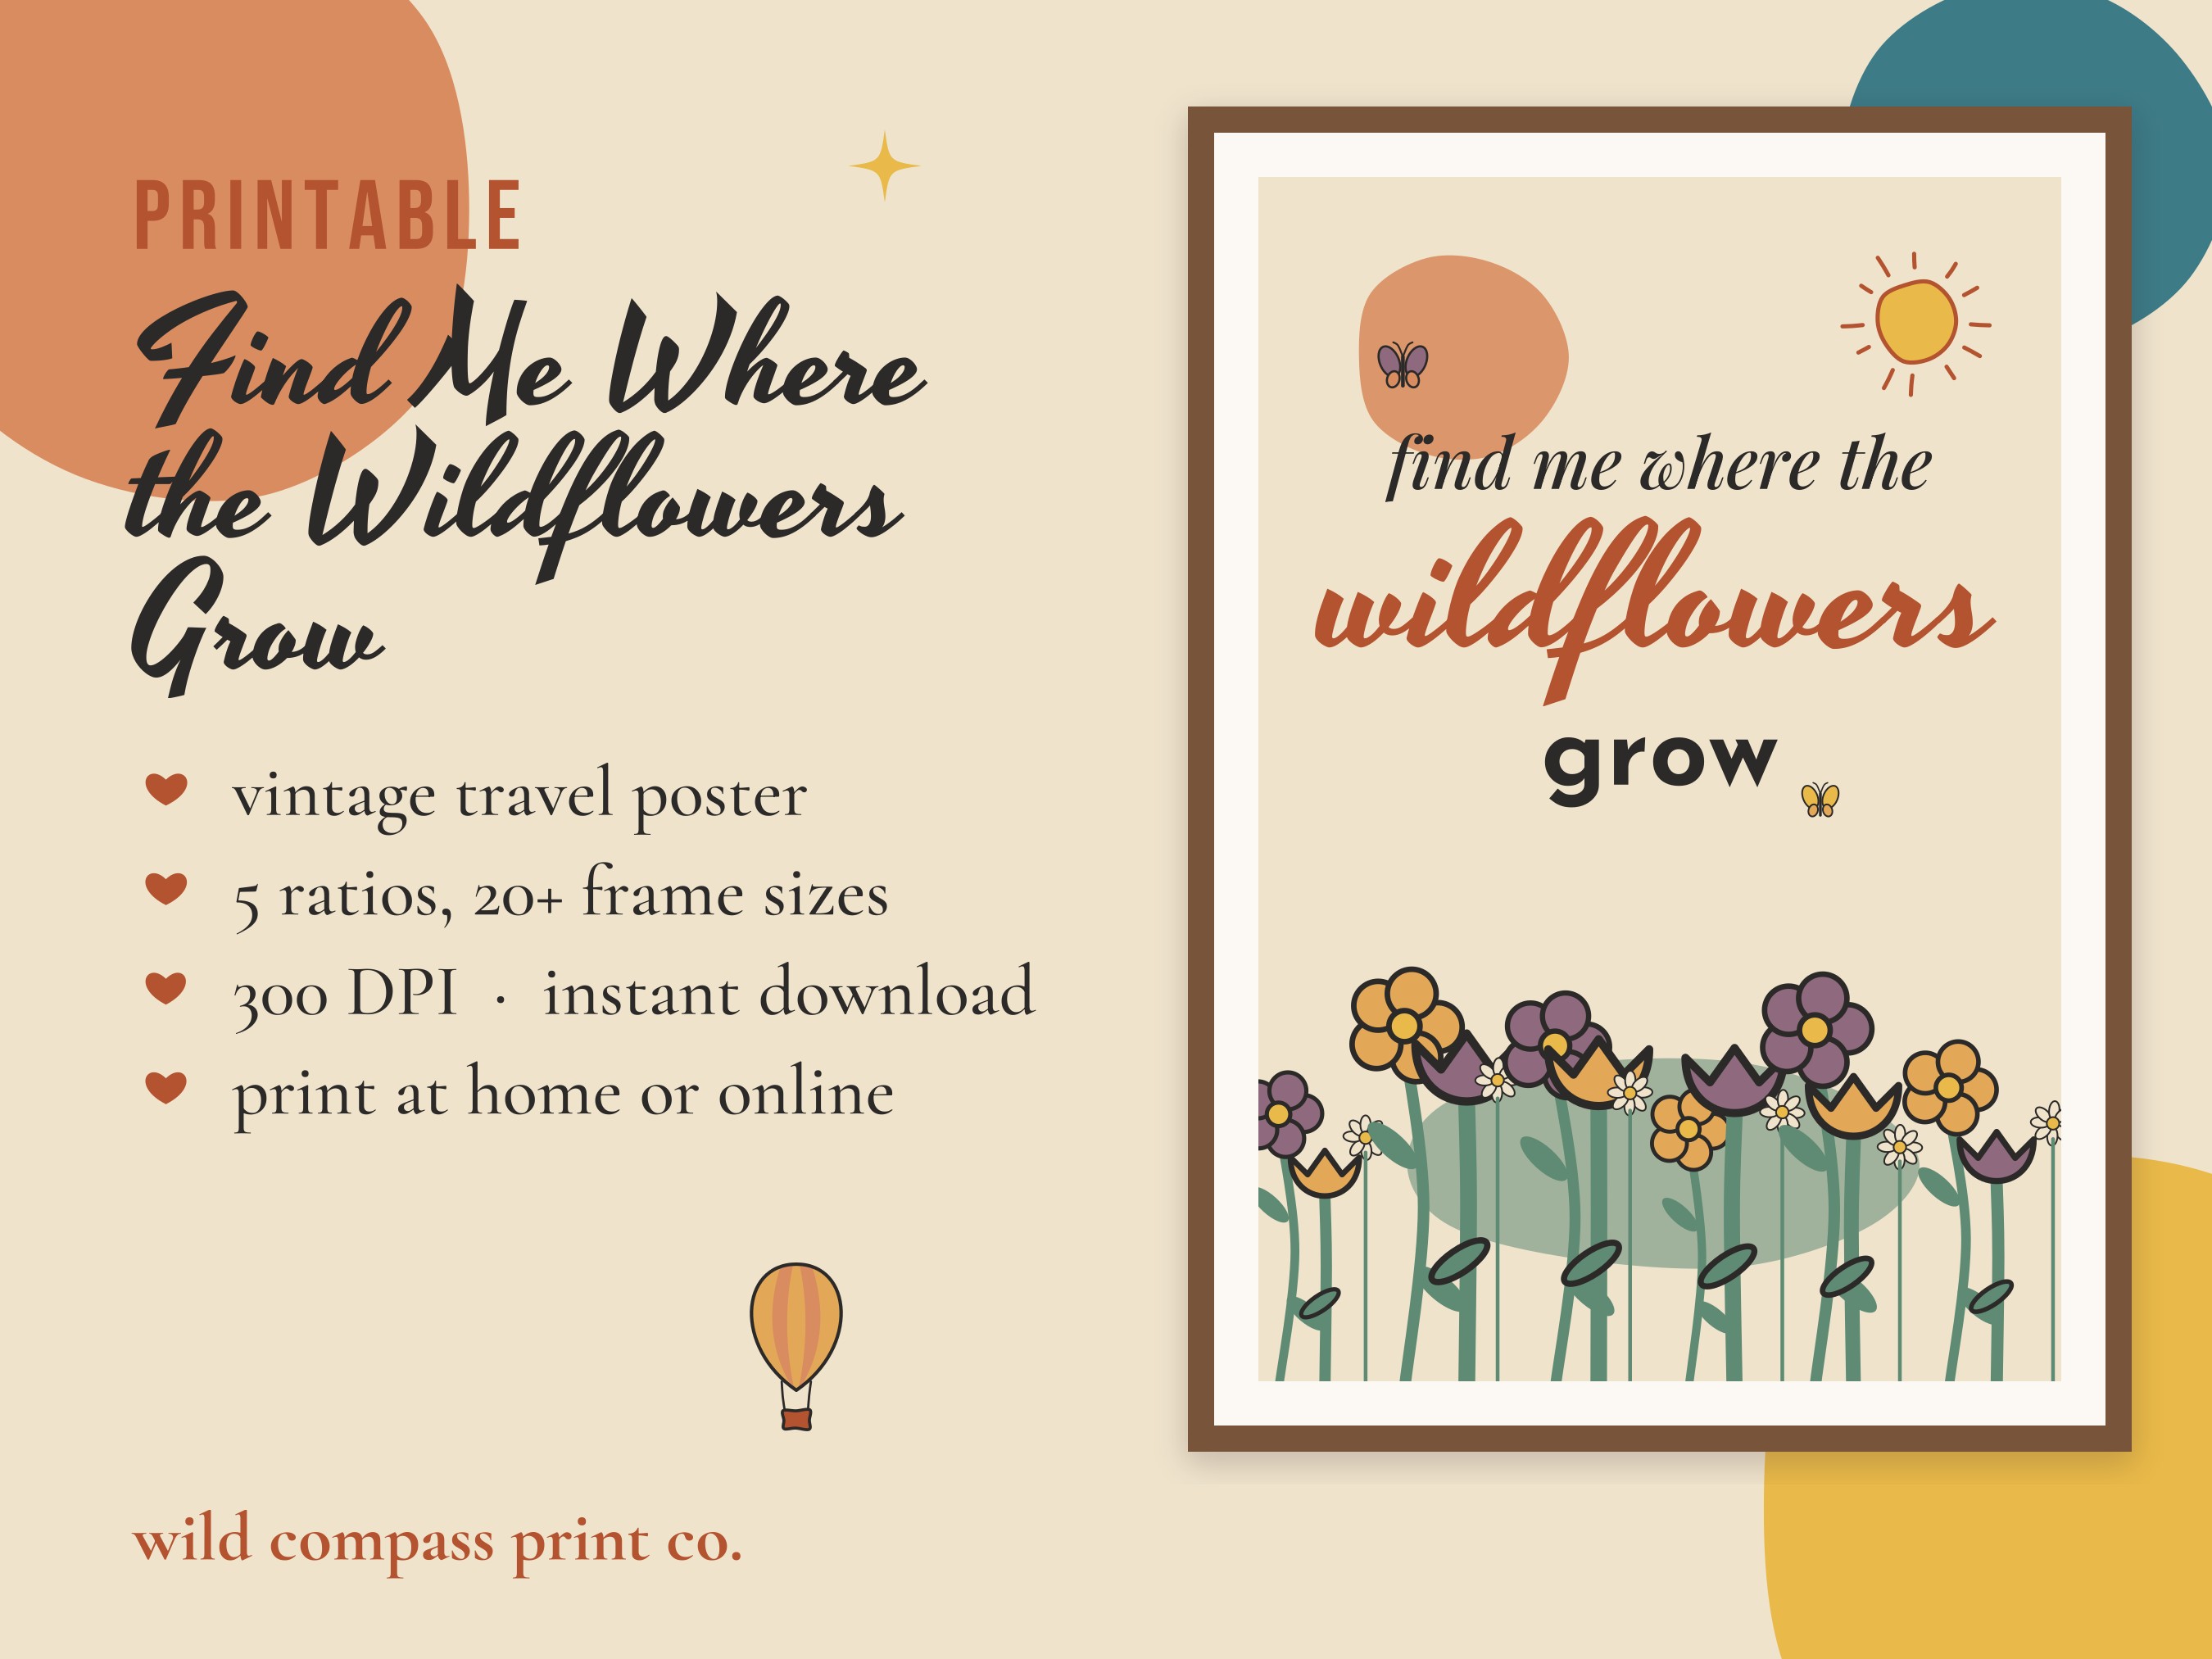 PRINTABLE
Find Me Where
the Wildflowers
Grow
vintage travel poster
5 ratios, 20+ frame sizes
300 DPI · instant download
print at home or online
wild compass print co.
find me where the
wildflowers
grow